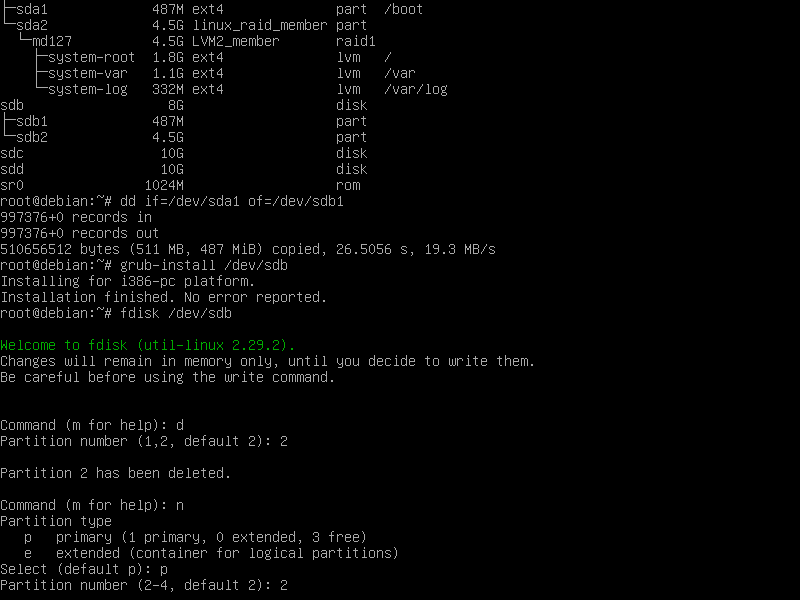 ├─sda1             487M ext4              part  /boot
└─sda2             4.5G linux_raid_member part
  └─md127          4.5G LVM2_member       raid1
    ├─system-root  1.8G ext4              lvm   /
    ├─system-var   1.1G ext4              lvm   /var
    └─system-log   332M ext4              lvm   /var/log
sdb                  8G                   disk
├─sdb1             487M                   part
└─sdb2             4.5G                   part
sdc                 10G                   disk
sdd                 10G                   disk
sr0               1024M                   rom
root@debian:~# dd if=/dev/sda1 of=/dev/sdb1
997376+0 records in
997376+0 records out
510656512 bytes (511 MB, 487 MiB) copied, 26.5056 s, 19.3 MB/s
root@debian:~# grub-install /dev/sdb
Installing for i386-pc platform.
Installation finished. No error reported.
root@debian:~# fdisk /dev/sdb

Welcome to fdisk (util-linux 2.29.2).
Changes will remain in memory only, until you decide to write them.
Be careful before using the write command.


Command (m for help): d
Partition number (1,2, default 2): 2

Partition 2 has been deleted.

Command (m for help): n
Partition type
   p   primary (1 primary, 0 extended, 3 free)
   e   extended (container for logical partitions)
Select (default p): p
Partition number (2-4, default 2): 2